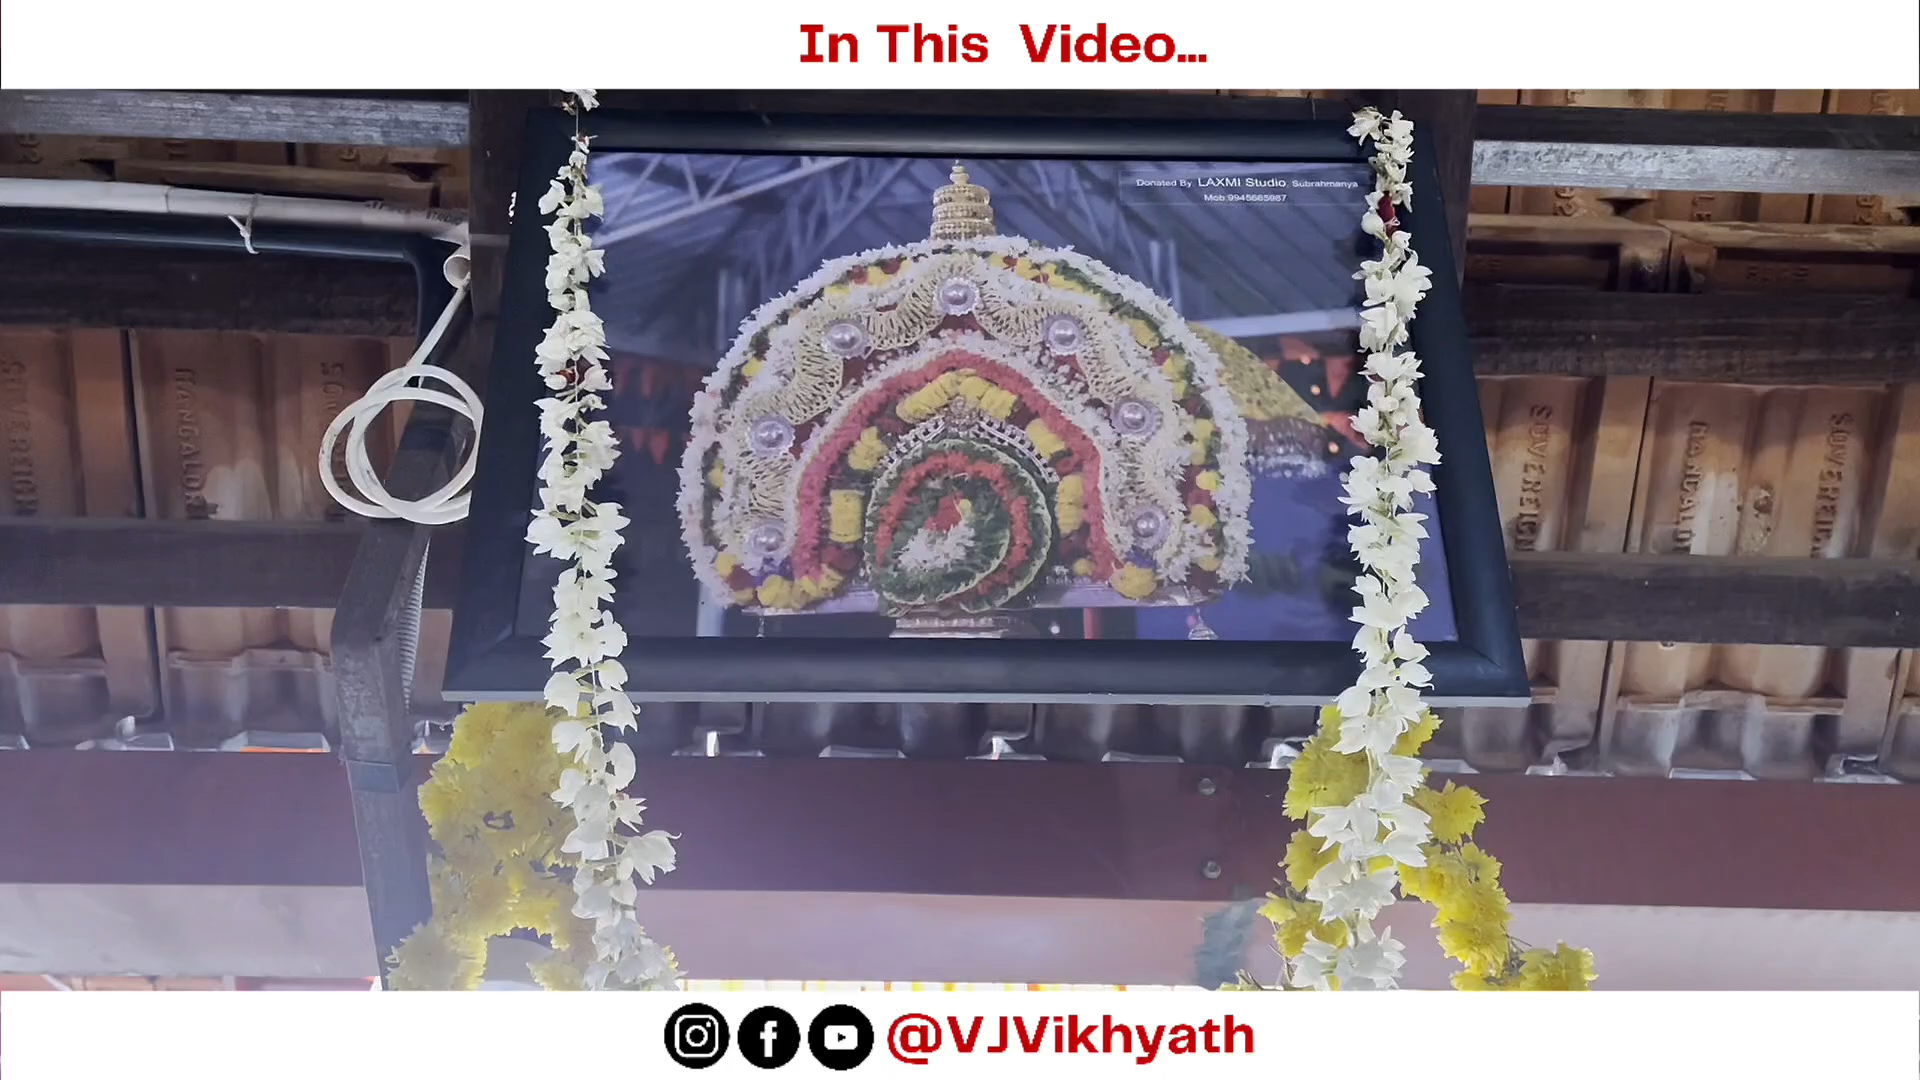 In This Video...
Donated By LAXMI Studio, Subrahmanya
Mob:9945665987
SOVEREIGN
MANGALORE
SOVEREIGN
MANGALORE
SOVEREIGN
@VJVikhyath